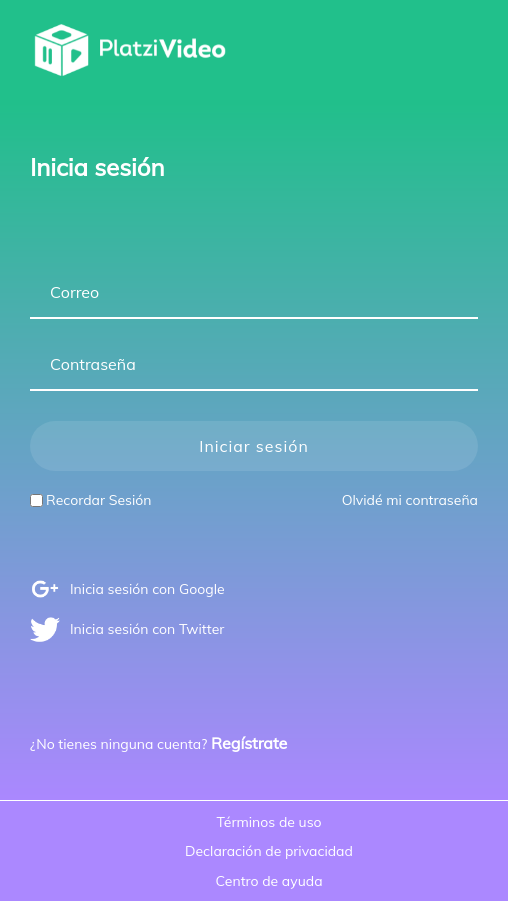 PlatziVideo
Inicia sesión
Correo
Contraseña
Iniciar sesión
Recordar Sesión Olvidé mi contraseña
Inicia sesión con Google
Inicia sesión con Twitter
¿No tienes ninguna cuenta? Regístrate
Términos de uso
Declaración de privacidad
Centro de ayuda